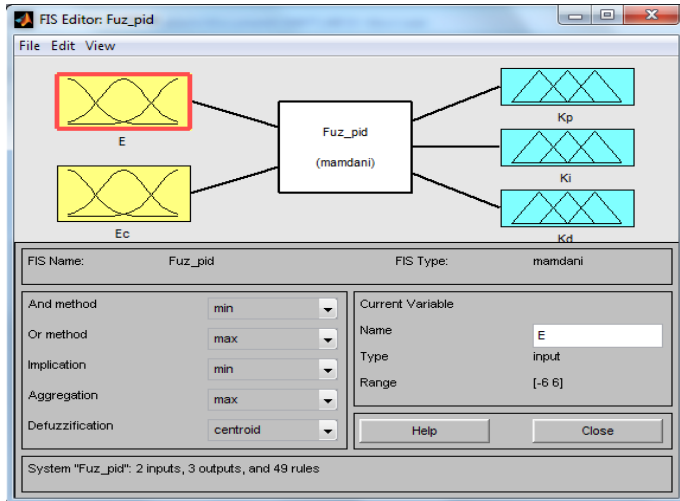 FIS Editor: Fuz_pid
File Edit View
E
Ec
Fuz_pid
(mamdani)
Kp
Ki
Kd
FIS Name: Fuz_pid FIS Type: mamdani
And method min
Or method max
Implication min
Aggregation max
Defuzzification centroid
Current Variable
Name E
Type input
Range [-6 6]
Help Close
System "Fuz_pid": 2 inputs, 3 outputs, and 49 rules